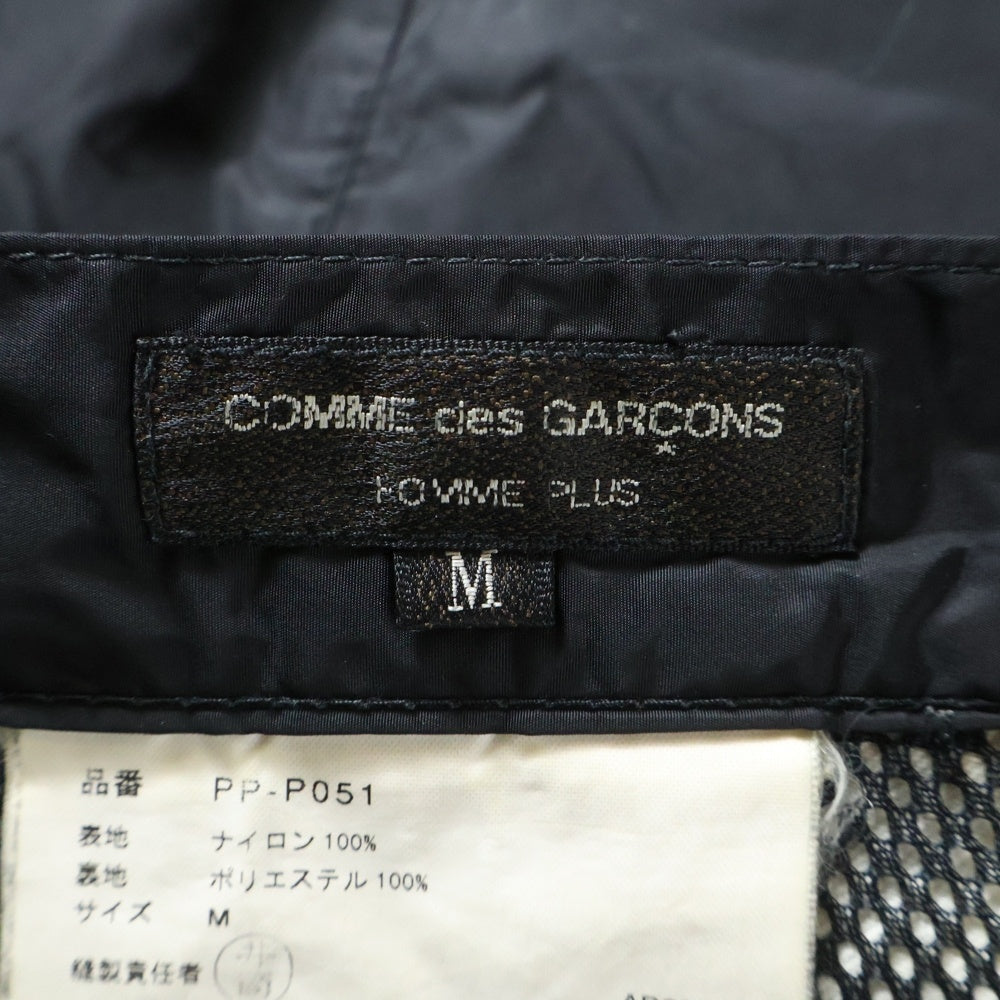 COMME des GARÇONS
HOMME PLUS
M
品番 PP-P051
表地 ナイロン 100%
裏地 ポリエステル 100%
サイズ M
縫製責任者